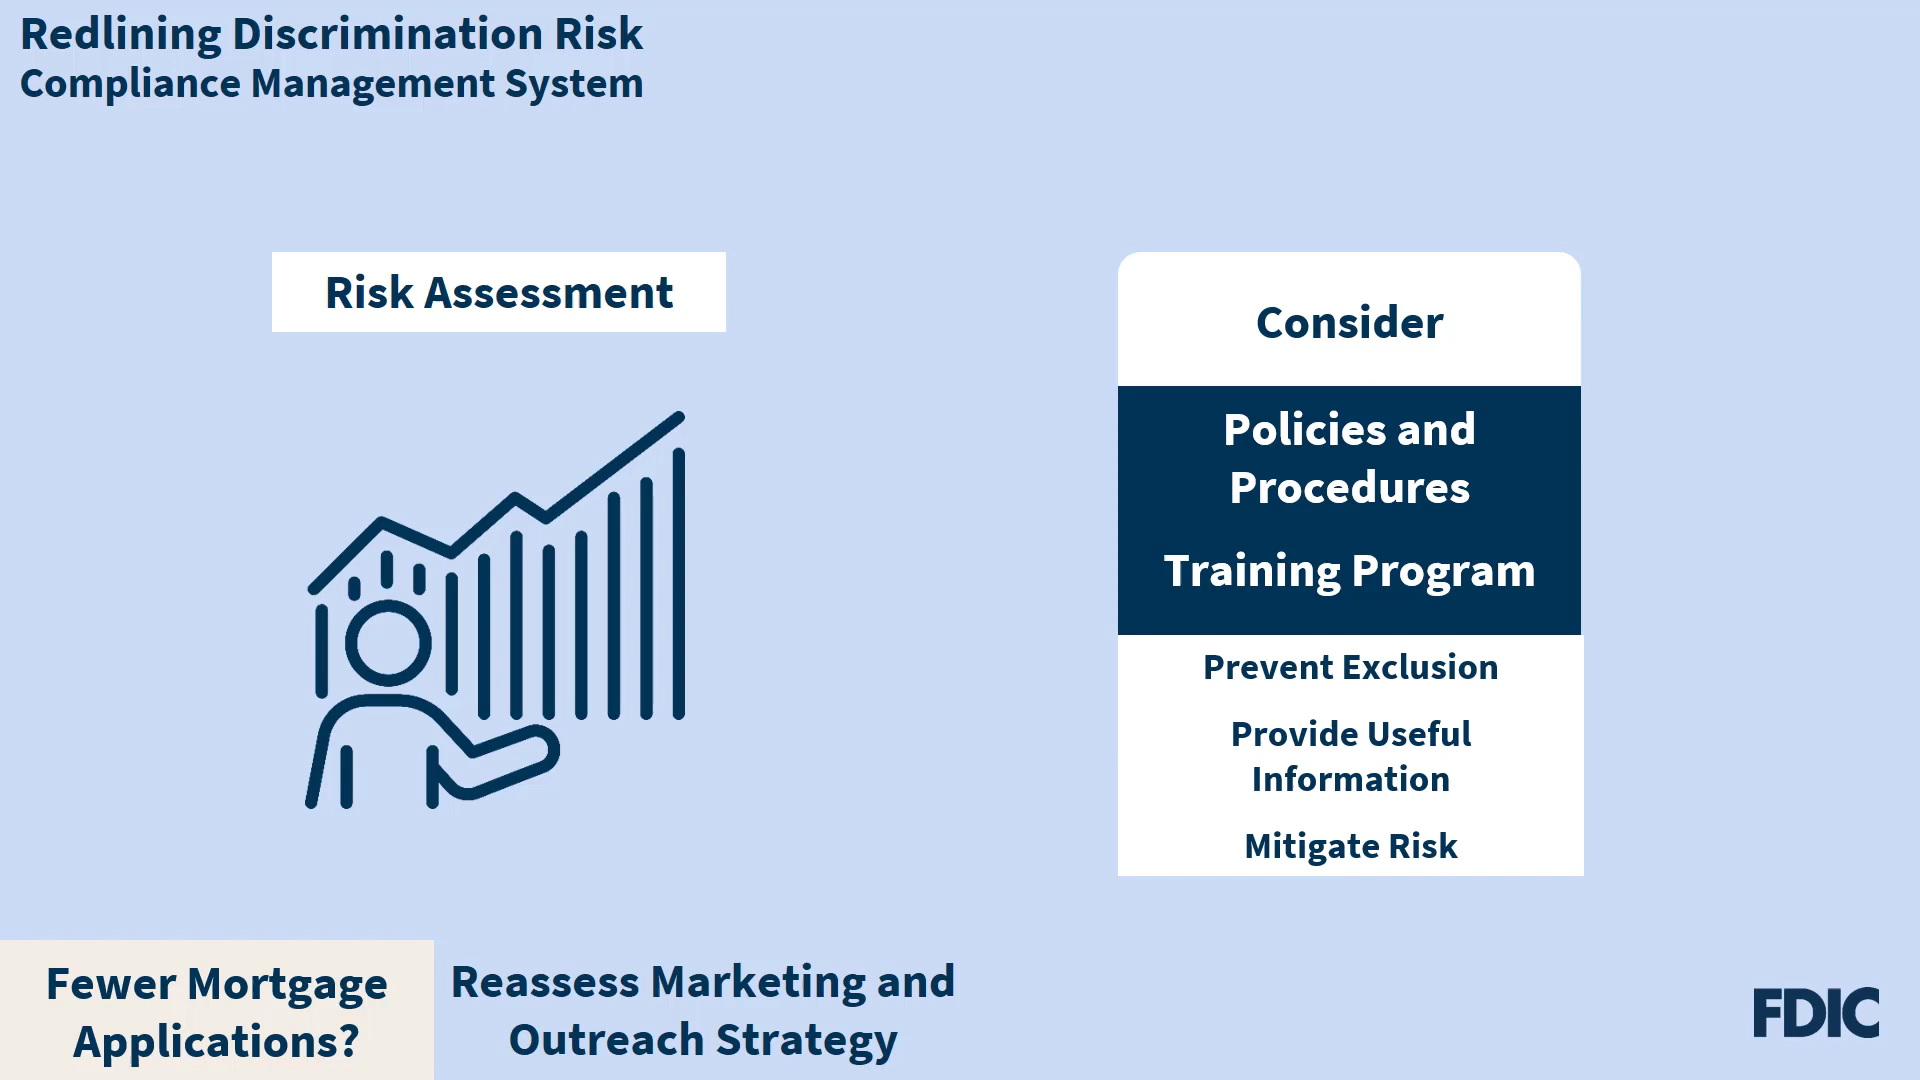 Redlining Discrimination Risk
Compliance Management System
Risk Assessment
Consider
Policies and
Procedures
Training Program
Prevent Exclusion
Provide Useful
Information
Mitigate Risk
Fewer Mortgage
Applications?
Reassess Marketing and
Outreach Strategy
FDIC